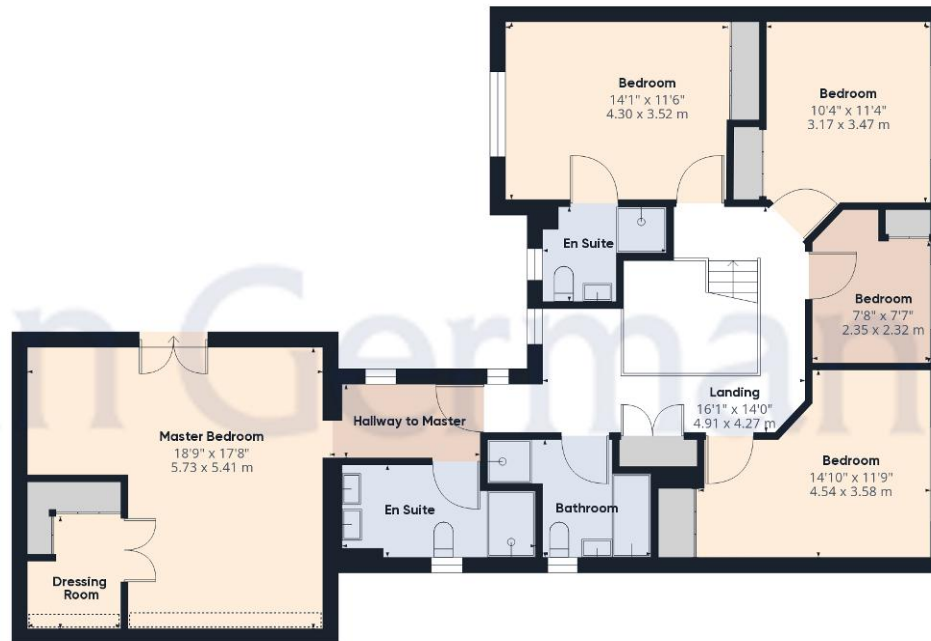 Bedroom
14'1" x 11'6"
4.30 x 3.52 m
Bedroom
10'4" x 11'4"
3.17 x 3.47 m
En Suite
Bedroom
7'8" x 7'7"
2.35 x 2.32 m
n German
Landing
16'1" x 14'0"
4.91 x 4.27 m
Hallway to Master
Master Bedroom
18'9" x 17'8"
5.73 x 5.41 m
Bedroom
14'10" x 11'9"
4.54 x 3.58 m
En Suite
Bathroom
Dressing
Room